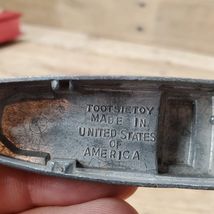 TOOTSIETOY
MADE IN
UNITED STATES
OF
AMERICA